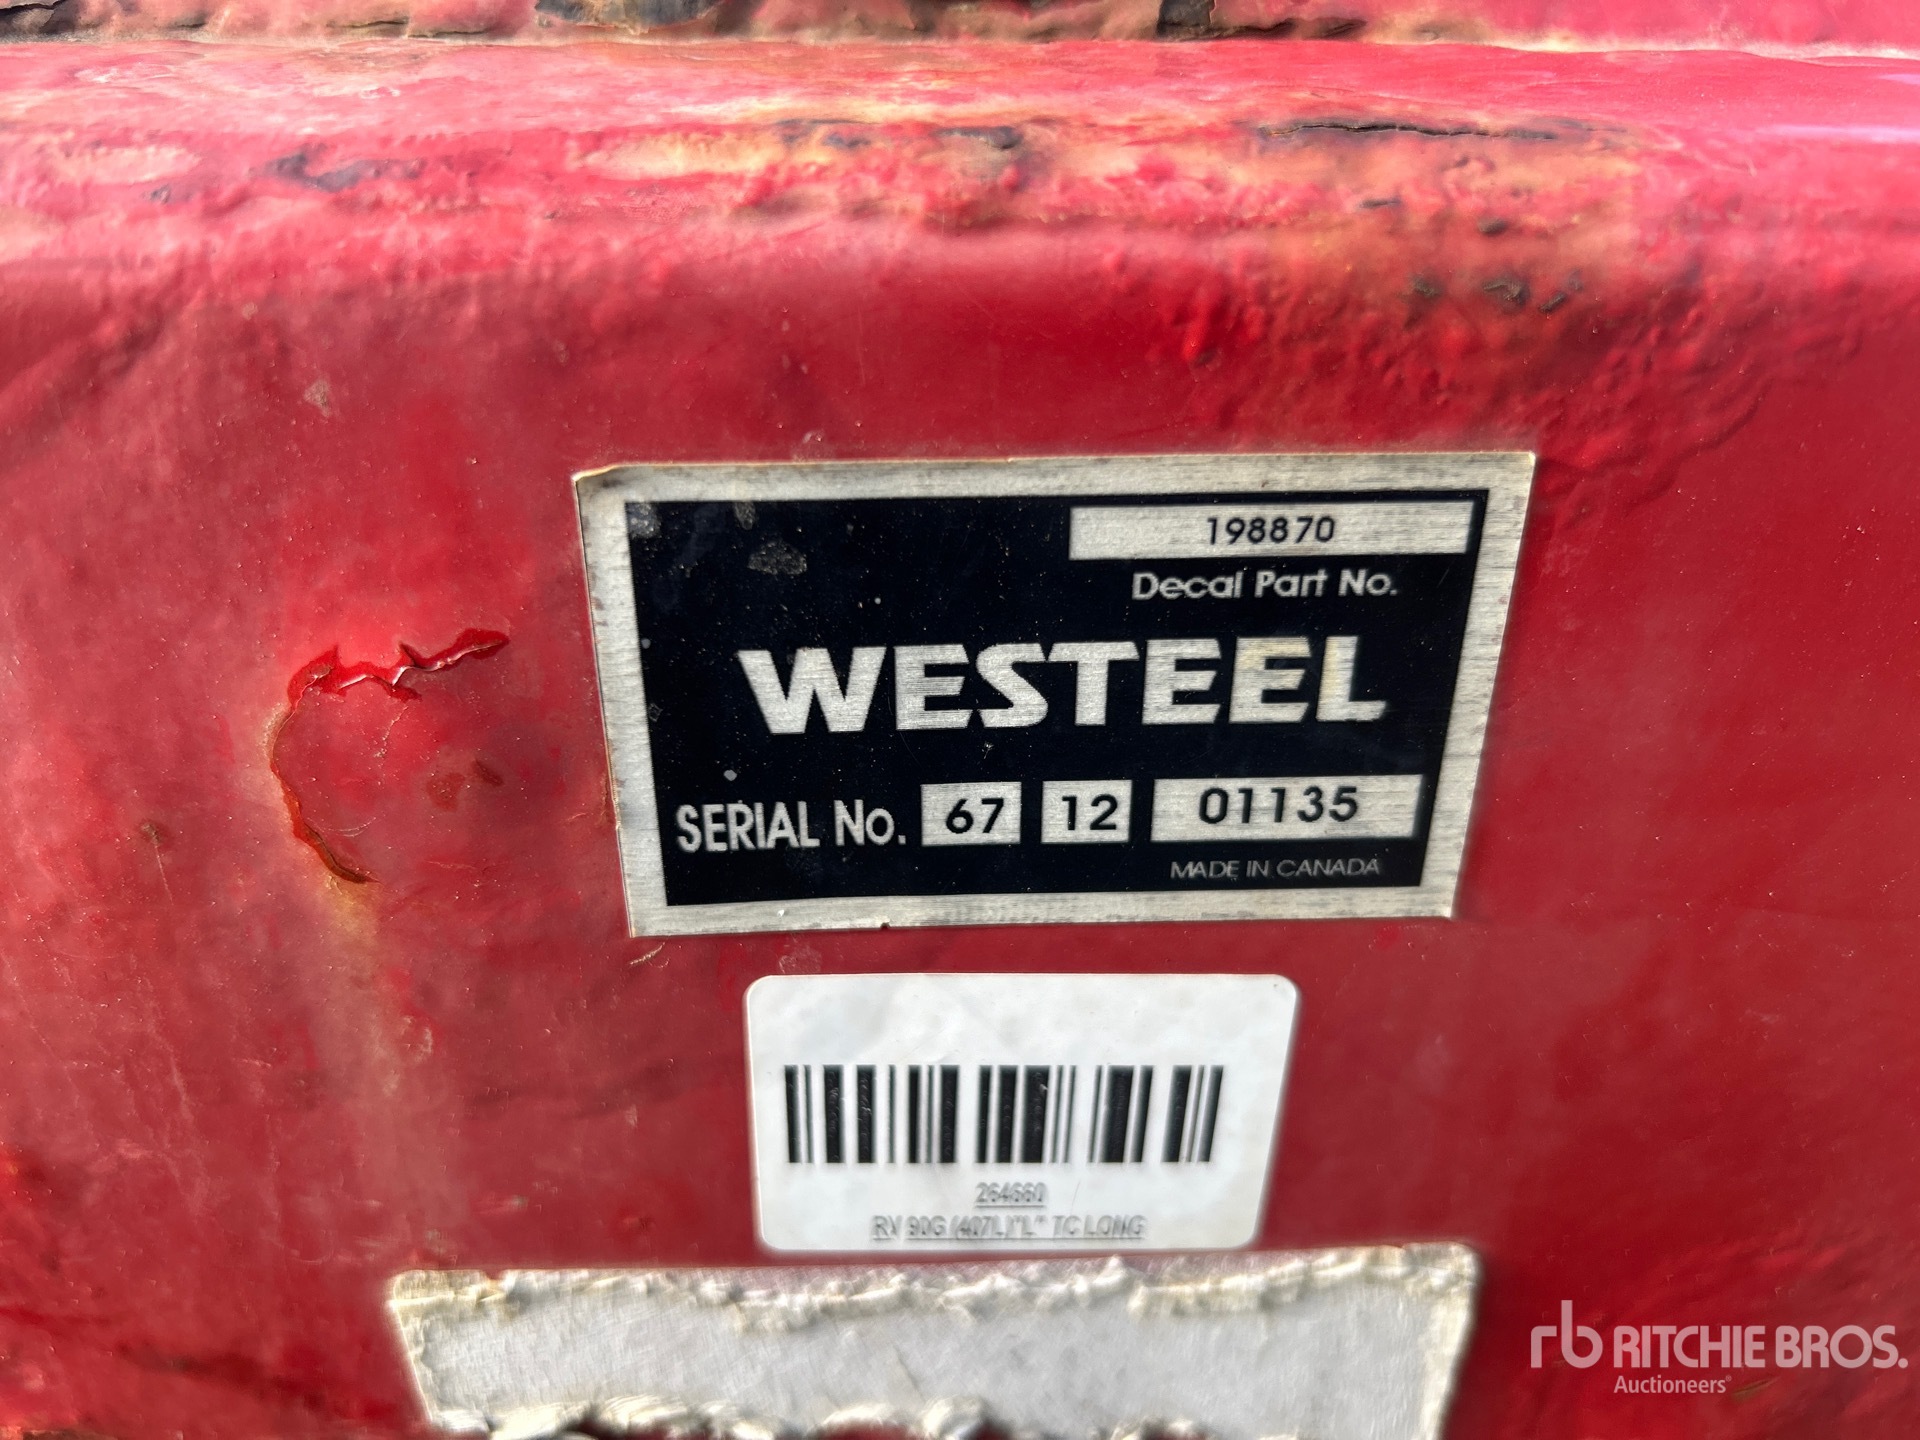 198870
Decal Part No.
WESTEEL
SERIAL No. 67 12 01135
MADE IN CANADA
264660
RV 90G (407L) "L" TC LONG
rb RITCHIE BROS.
Auctioneers®